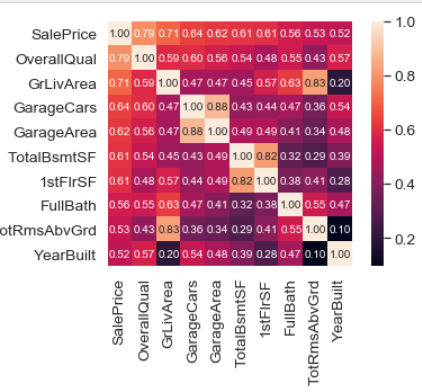 SalePrice 1.00 0.79 0.71 0.64 0.62 0.61 0.61 0.56 0.53 0.52
OverallQual 0.79 1.00 0.59 0.60 0.56 0.54 0.48 0.55 0.43 0.57
GrLivArea 0.71 0.59 1.00 0.47 0.47 0.45 0.57 0.63 0.83 0.20
GarageCars 0.64 0.60 0.47 1.00 0.88 0.43 0.44 0.47 0.36 0.54
GarageArea 0.62 0.56 0.47 0.88 1.00 0.49 0.49 0.41 0.34 0.48
TotalBsmtSF 0.61 0.54 0.45 0.43 0.49 1.00 0.82 0.32 0.29 0.39
1stFlrSF 0.61 0.48 0.57 0.44 0.49 0.82 1.00 0.38 0.41 0.28
FullBath 0.56 0.55 0.63 0.47 0.41 0.32 0.38 1.00 0.55 0.47
otRmsAbvGrd 0.53 0.43 0.83 0.36 0.34 0.29 0.41 0.55 1.00 0.10
YearBuilt 0.52 0.57 0.20 0.54 0.48 0.39 0.28 0.47 0.10 1.00
SalePrice
OverallQual
GrLivArea
GarageCars
GarageArea
TotalBsmtSF
1stFlrSF
FullBath
TotRmsAbvGrd
YearBuilt
1.0
0.8
0.6
0.4
0.2